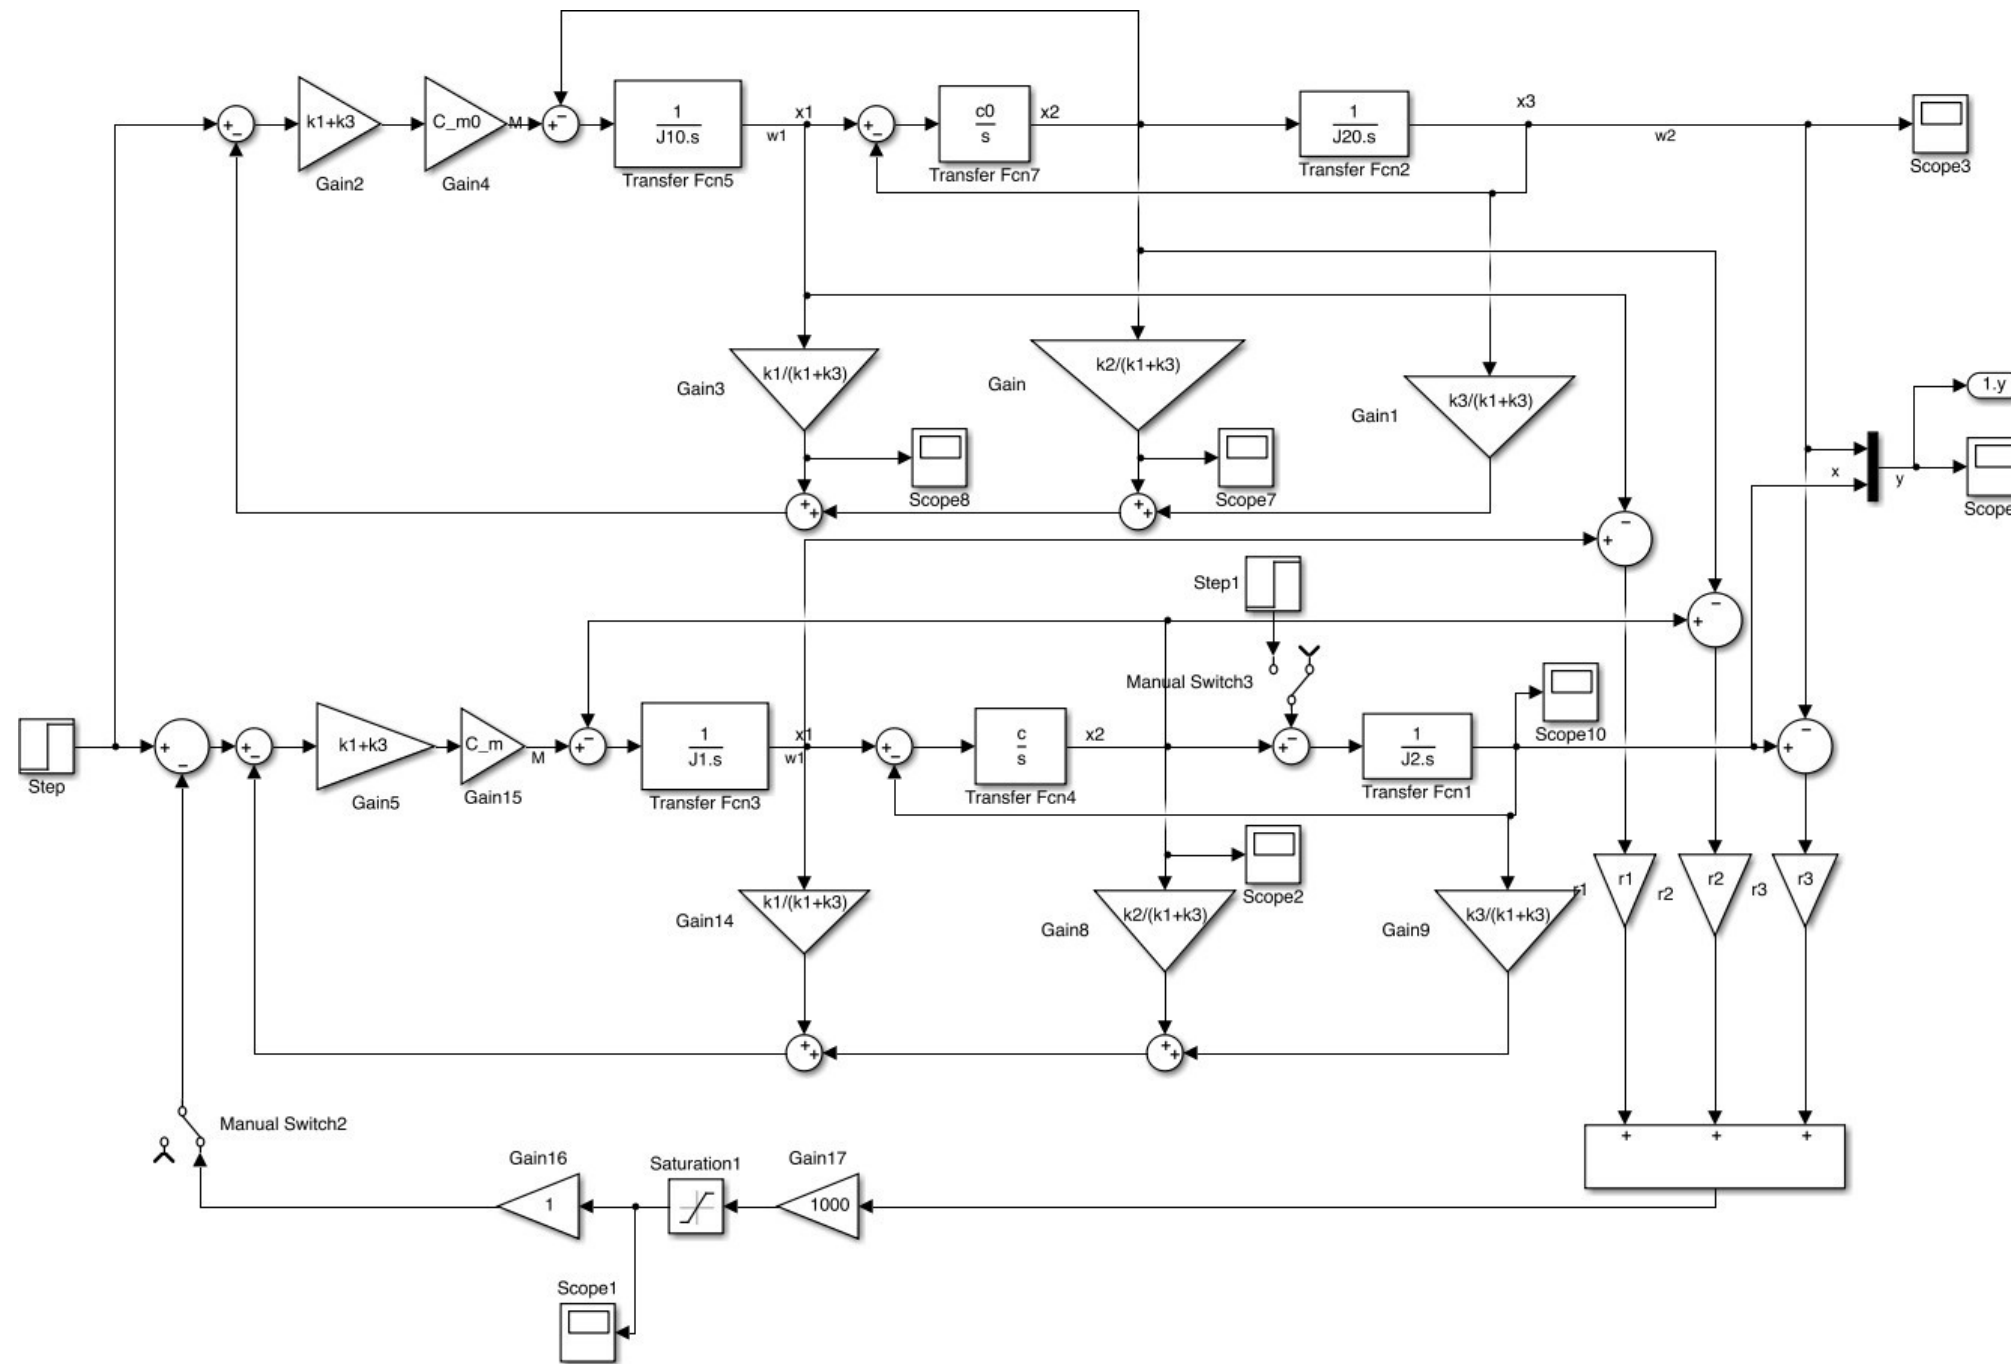 k1+k3
Gain2
C_m0
Gain4
M
+
−
1
J10.s
Transfer Fcn5
x1
w1
+
−
c0
s
Transfer Fcn7
x2
1
J20.s
Transfer Fcn2
x3
w2
Scope3
+
−
k1/(k1+k3)
Gain3
k2/(k1+k3)
Gain
k3/(k1+k3)
Gain1
Scope8
Scope7
+
+
+
+
1.y
x
y
Scope
−
+
−
+
Step1
Manual Switch3
Step
+
−
+
−
k1+k3
Gain5
C_m
Gain15
M
+
−
1
J1.s
Transfer Fcn3
x1
w1
+
−
c
s
Transfer Fcn4
x2
+
−
1
J2.s
Transfer Fcn1
Scope10
−
+
Scope2
k1/(k1+k3)
Gain14
k2/(k1+k3)
Gain8
k3/(k1+k3)
Gain9
r1
r1
r2
r2
r3
r3
+
+
+
+
+
+
+
Manual Switch2
Gain16
1
Saturation1
Gain17
1000
Scope1